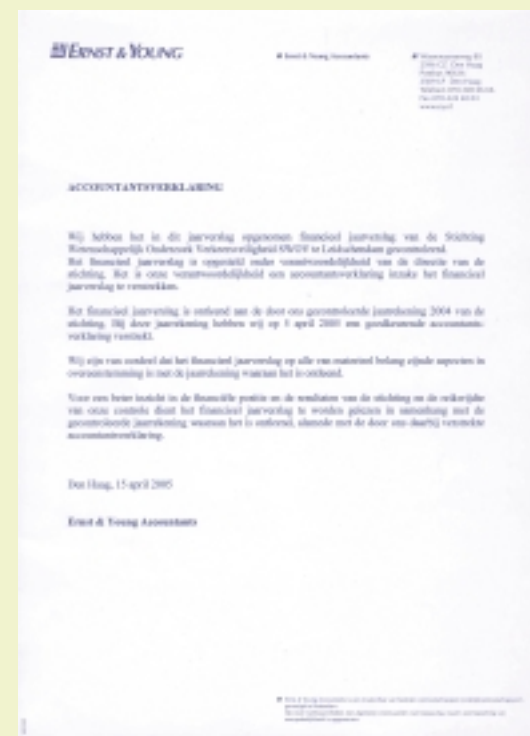 ERNST & YOUNG
Ernst & Young Accountants
ACCOUNTANTSVERKLARING
Wij hebben het in dit jaarverslag opgenomen financieel jaarverslag van de Stichting
Wetenschappelijk Onderzoek Verkeersveiligheid SWOV te Leidschendam gecontroleerd.
Het financieel jaarverslag is opgesteld onder verantwoordelijkheid van de directie van de
stichting. Het is onze verantwoordelijkheid een accountantsverklaring inzake het financieel
jaarverslag te verstrekken.
Het financieel jaarverslag is ontleend aan de door ons gecontroleerde jaarrekening 2004 van de
stichting. Bij deze jaarrekening hebben wij op april 2005 een goedkeurende accountants-
verklaring verstrekt.
Wij zijn van oordeel dat het financieel jaarverslag op alle van materieel belang zijnde aspecten in
overeenstemming is met de jaarrekening waaraan het is ontleend.
Voor een beter inzicht in de financiële positie en de resultaten van de stichting en de reikwijdte
van onze controle dient het financieel jaarverslag te worden gelezen in samenhang met de
gecontroleerde jaarrekening waaraan het is ontleend, alsmede met de door ons daarbij verstrekte
accountantsverklaring.
Den Haag, 15 april 2005
Ernst & Young Accountants